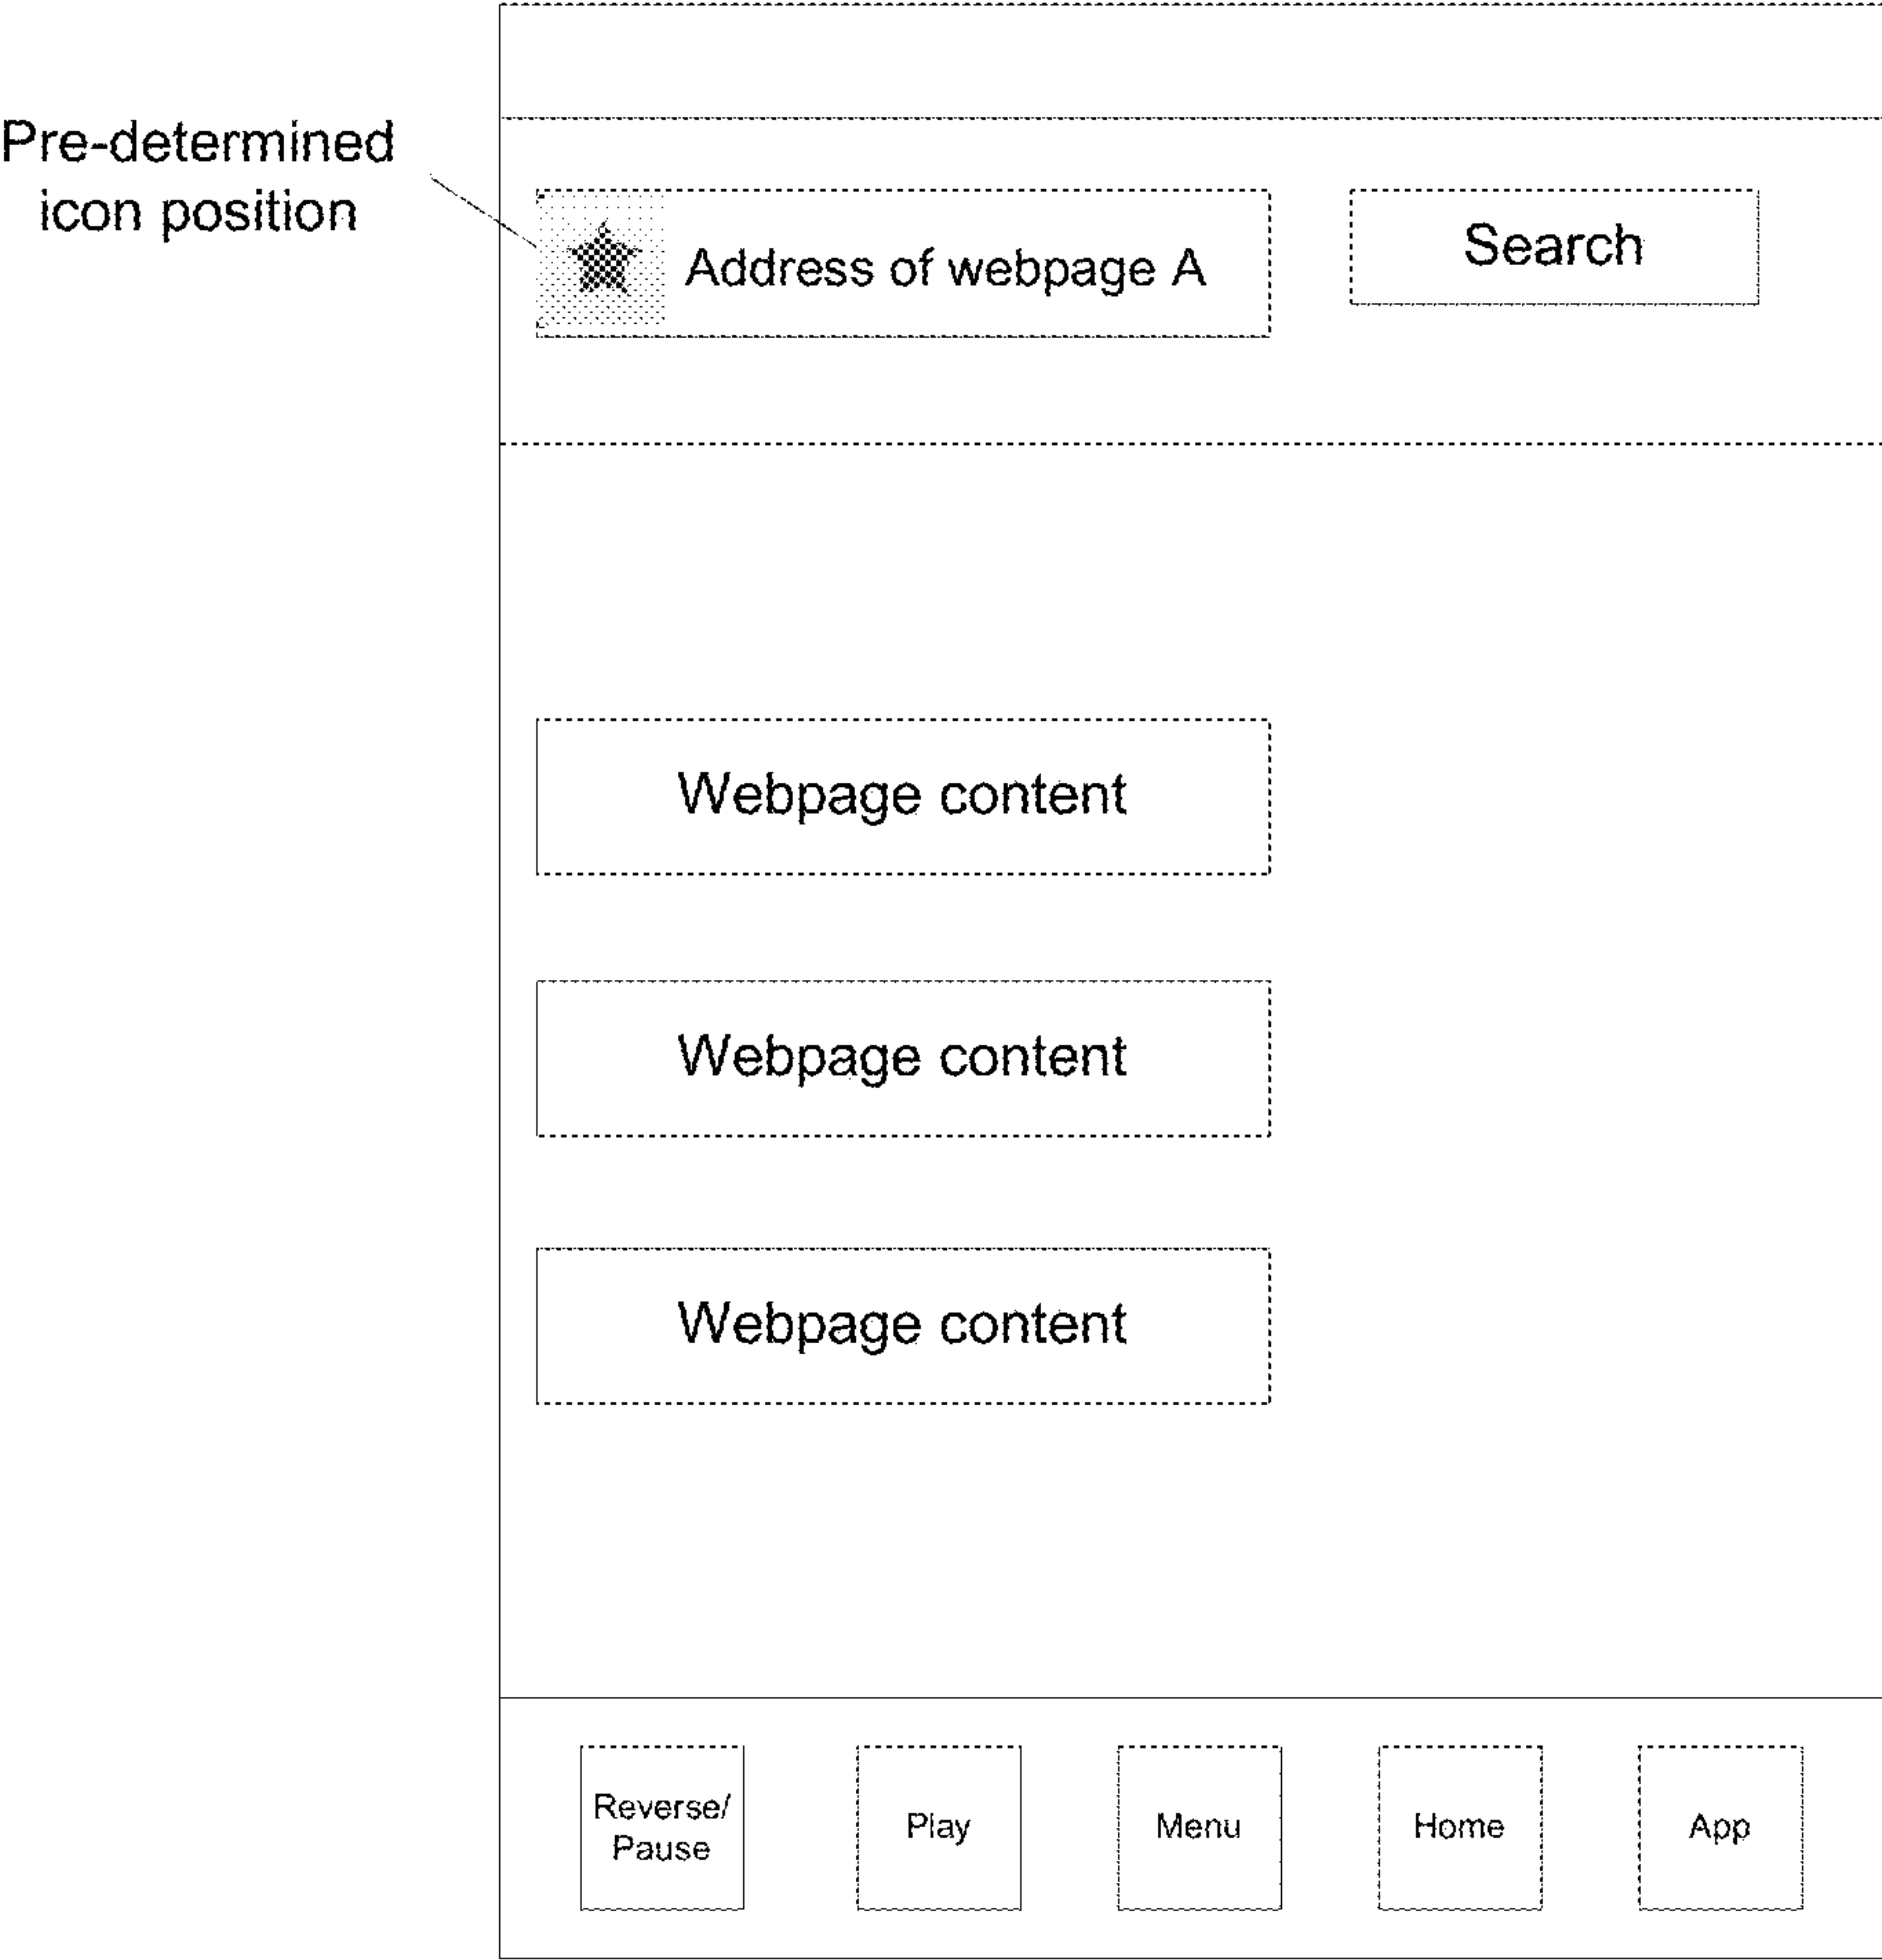 Pre-determined
icon position
Address of webpage A
Search
Webpage content
Webpage content
Webpage content
Reverse/
Pause
Play
Menu
Home
App